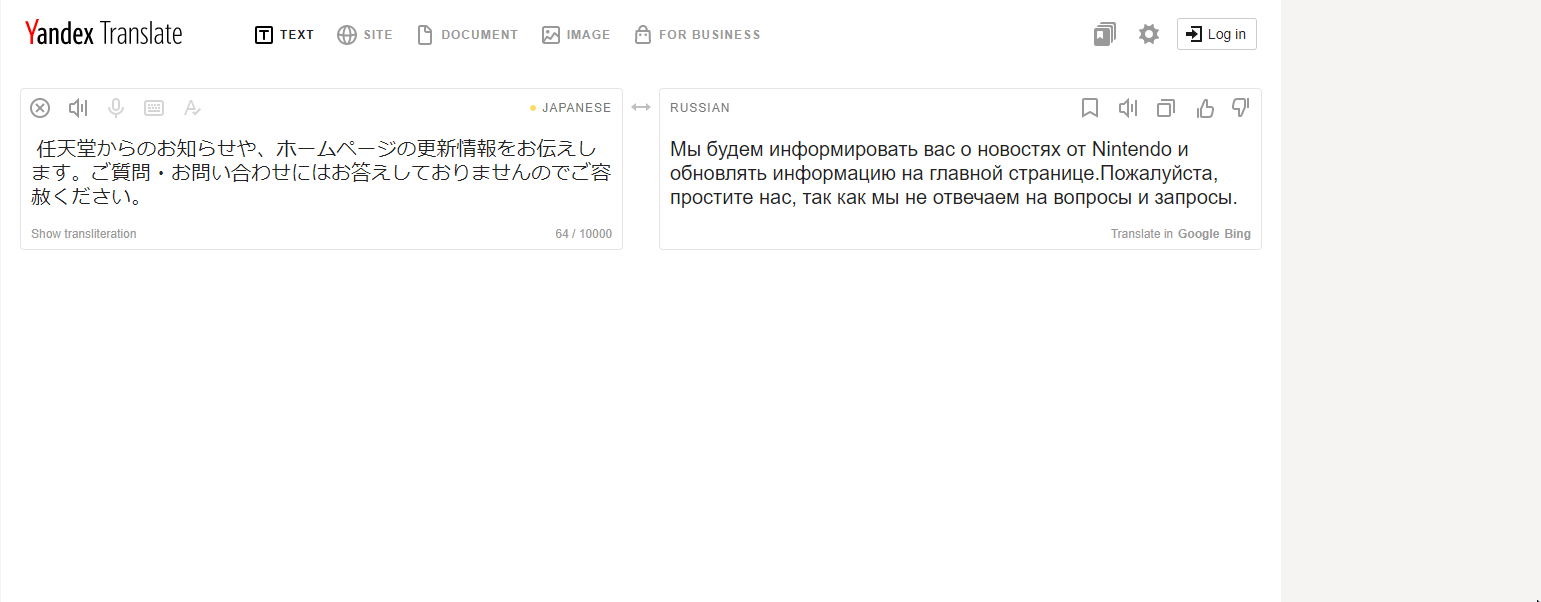 Yandex Translate
TEXT
SITE
DOCUMENT
IMAGE
FOR BUSINESS
Log in
JAPANESE
任天堂からのお知らせや、ホームページの更新情報をお伝えし
ます。ご質問・お問い合わせにはお答えしておりませんのでご容
赦ください。
Show transliteration
64 / 10000
RUSSIAN
Мы будем информировать вас о новостях от Nintendo и
обновлять информацию на главной странице.Пожалуйста,
простите нас, так как мы не отвечаем на вопросы и запросы.
Translate in Google Bing